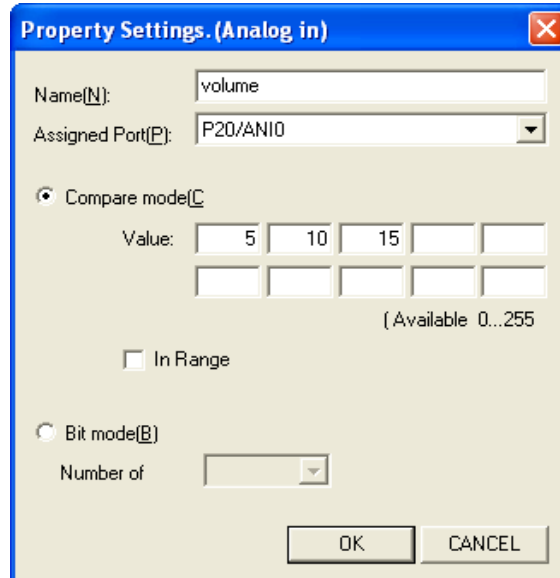 Property Settings.(Analog in)
Name(N):
volume
Assigned Port(P):
P20/ANI0
Compare mode(C
Value:
5 10 15
( Available 0...255
In Range
Bit mode(B)
Number of
OK CANCEL